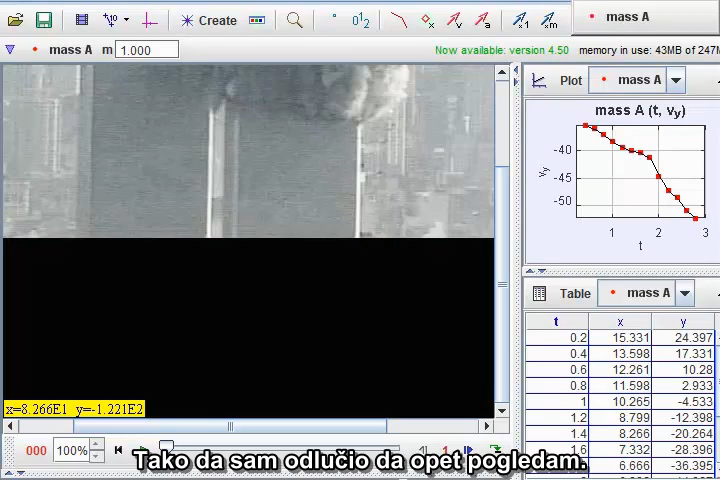 Create
mass A
mass A m 1.000
Now available: version 4.50 memory in use: 43MB of 247M
Plot mass A
mass A (t, vy)
-40
-45
-50
vy
1 2 3
t
Table mass A
t x y
0.2 15.331 24.397
0.4 13.598 17.331
0.6 12.261 10.28
0.8 11.598 2.933
1 10.265 -4.533
1.2 8.799 -12.398
1.4 8.266 -20.264
1.6 7.332 -28.396
6.666 -36.395
x=8.266E1 y=-1.221E2
000 100% 1
Tako da sam odlučio da opet pogledam.